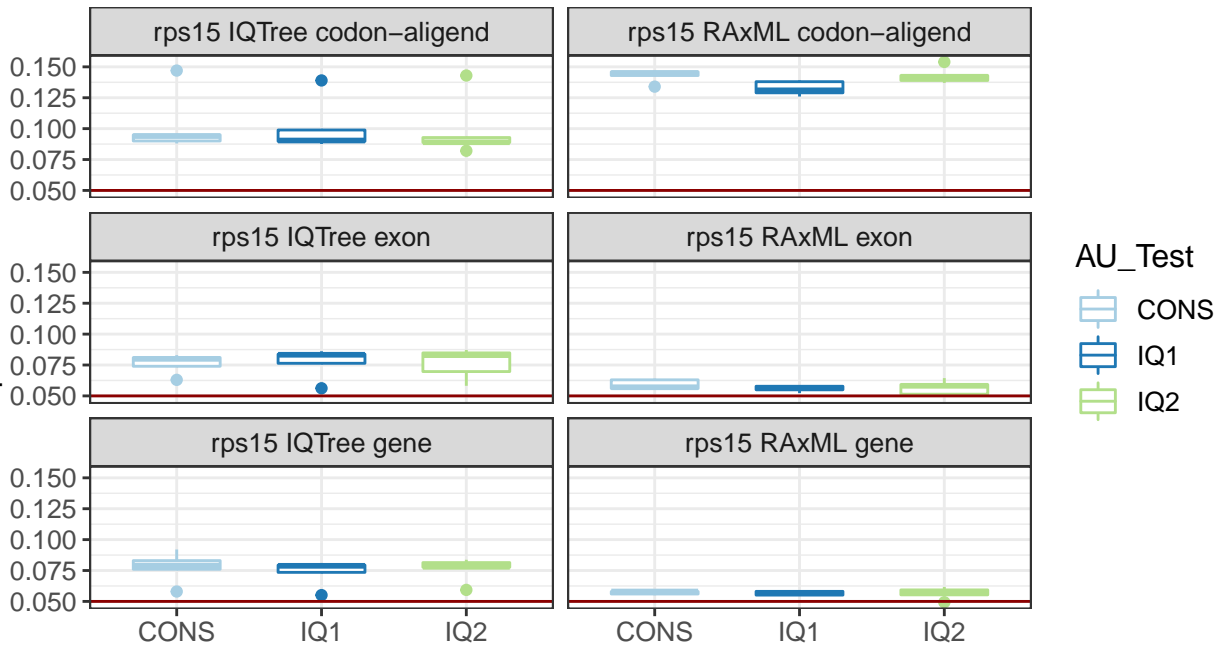 rps15 IQTree codon−aligend
rps15 RAxML codon−aligend
0.150
0.125
0.100
0.075
0.050
rps15 IQTree exon
rps15 RAxML exon
0.150
0.125
0.100
0.075
0.050
rps15 IQTree gene
rps15 RAxML gene
0.150
0.125
0.100
0.075
0.050
CONS IQ1 IQ2
CONS IQ1 IQ2
AU_Test
CONS
IQ1
IQ2